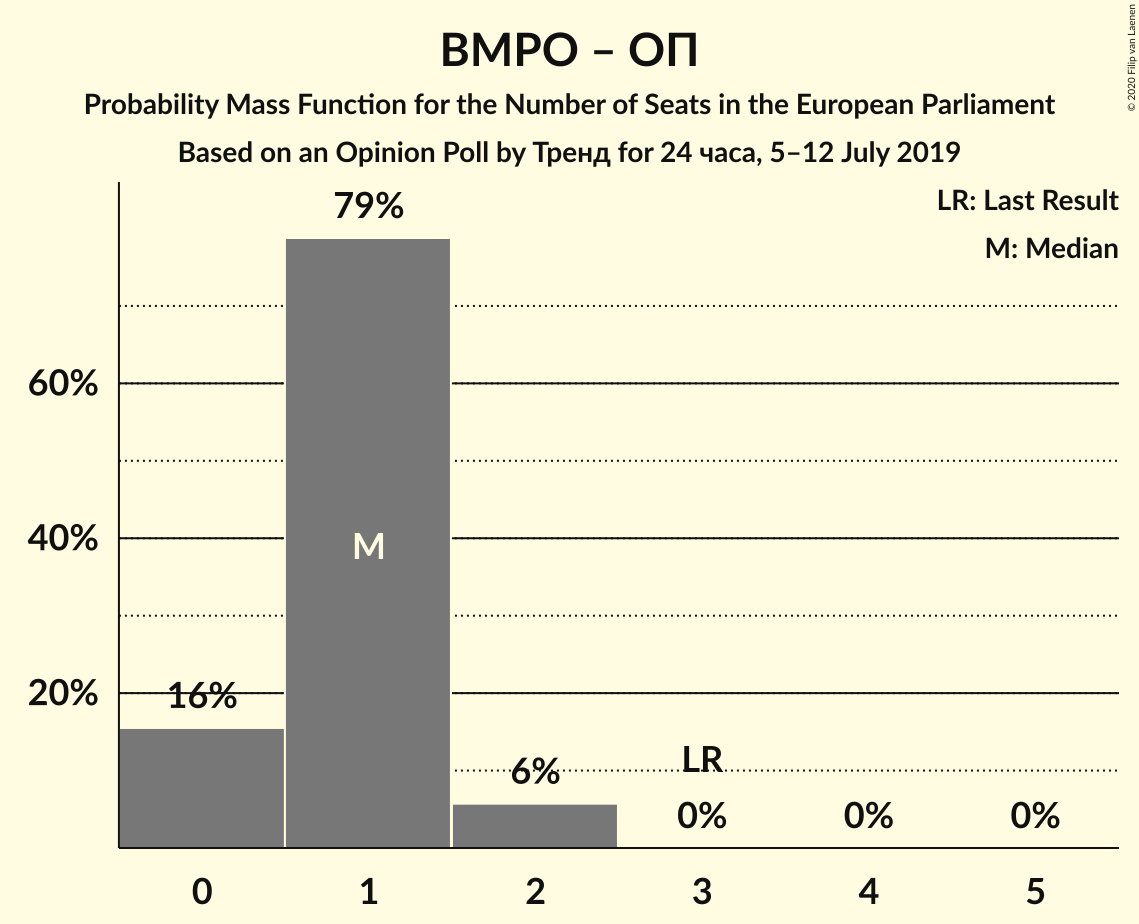 ВМРО – ОП
Probability Mass Function for the Number of Seats in the European Parliament
Based on an Opinion Poll by Тренд for 24 часа, 5–12 July 2019
© 2020 Filip van Laenen
LR: Last Result
M: Median
79%
60%
40%
M
20%
16%
6%
LR
0%
0%
0%
0
1
2
3
4
5